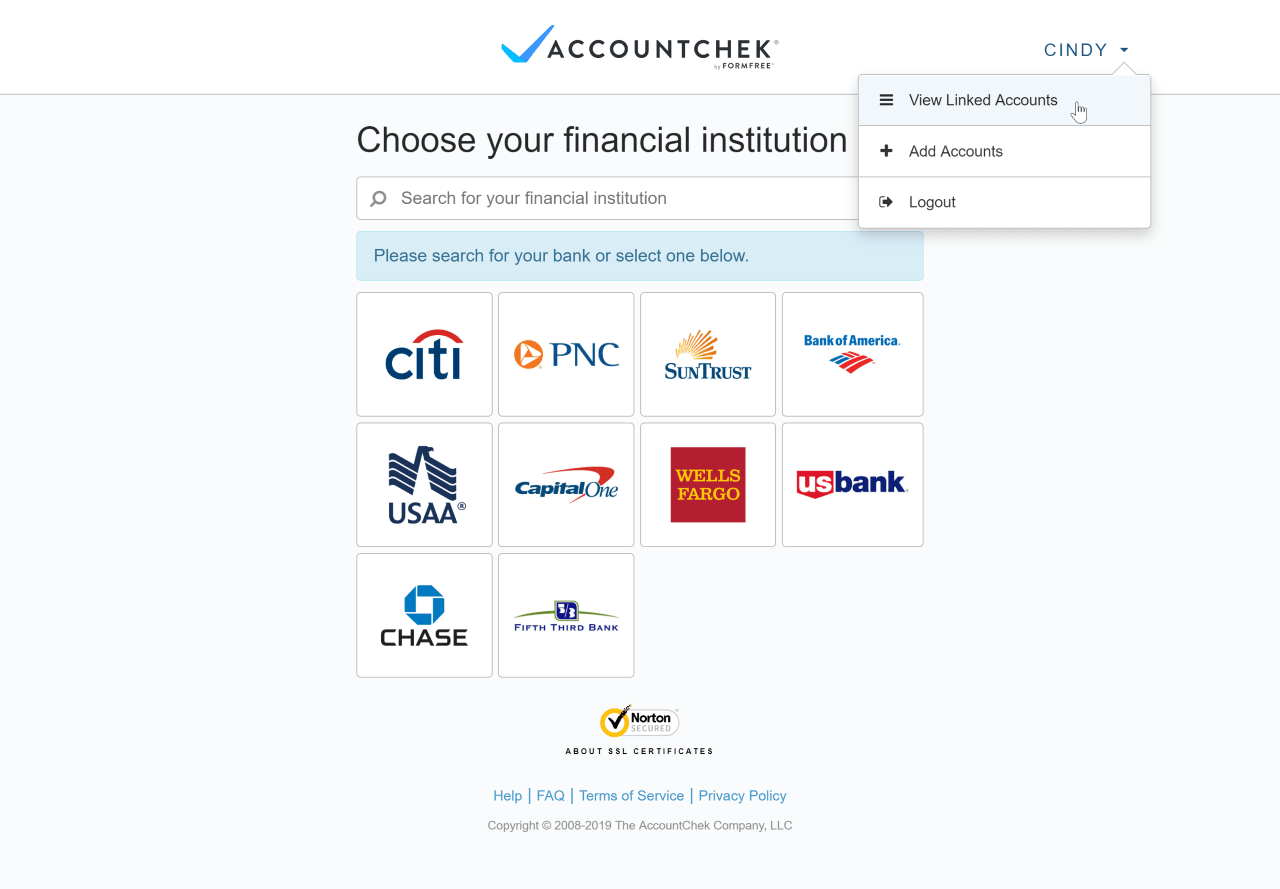 ACCOUNTCHEK®
by FORMFREE®
CINDY
View Linked Accounts
Add Accounts
Logout
Choose your financial institution
Search for your financial institution
Please search for your bank or select one below.
citi
PNC
SUNTRUST
Bank of America
USAA®
Capital One
WELLS FARGO
usbank
CHASE
FIFTH THIRD BANK
Norton
SECURED
ABOUT SSL CERTIFICATES
Help | FAQ | Terms of Service | Privacy Policy
Copyright © 2008-2019 The AccountChek Company, LLC